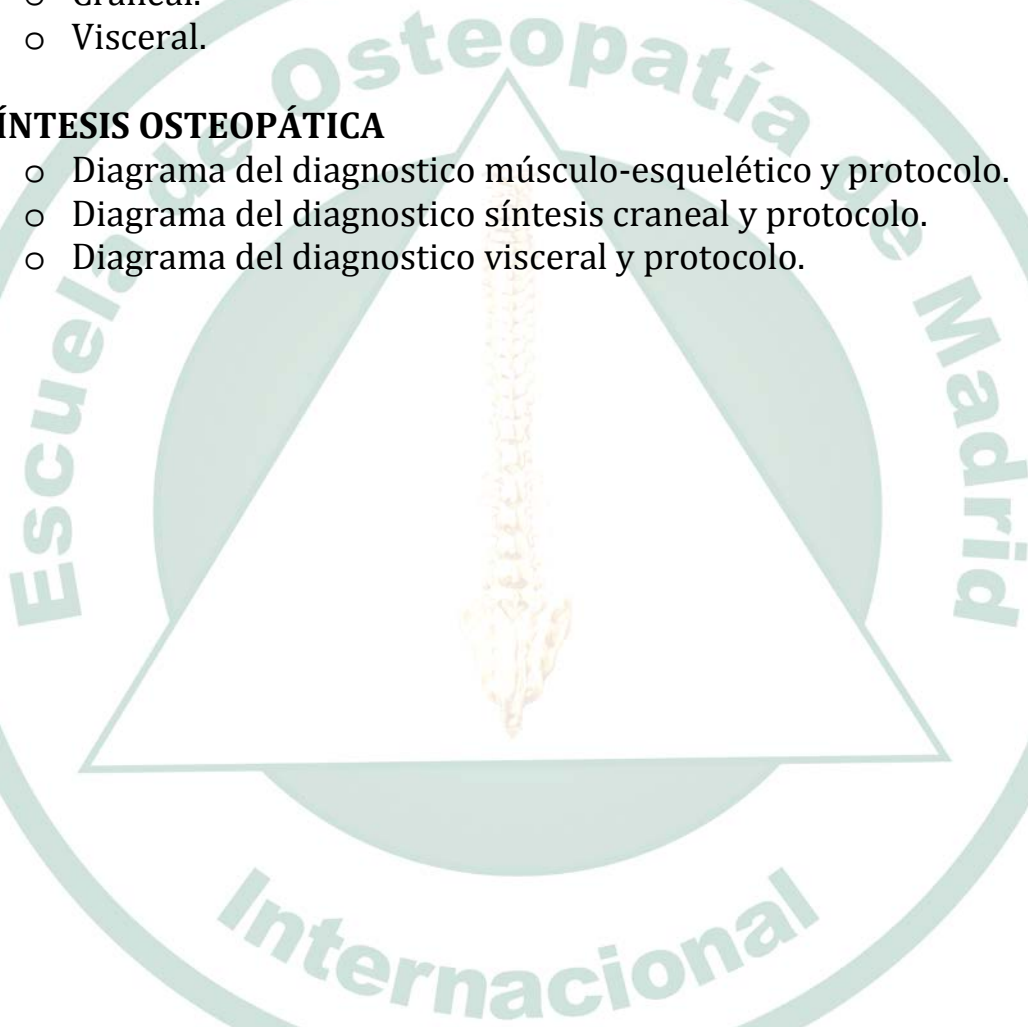 Visceral.
ÍNTESIS OSTEOPÁTICA
o Diagrama del diagnostico músculo-esquelético y protocolo.
o Diagrama del diagnostico síntesis craneal y protocolo.
o Diagrama del diagnostico visceral y protocolo.
Escuela de Osteopatía de Madrid
Internacional